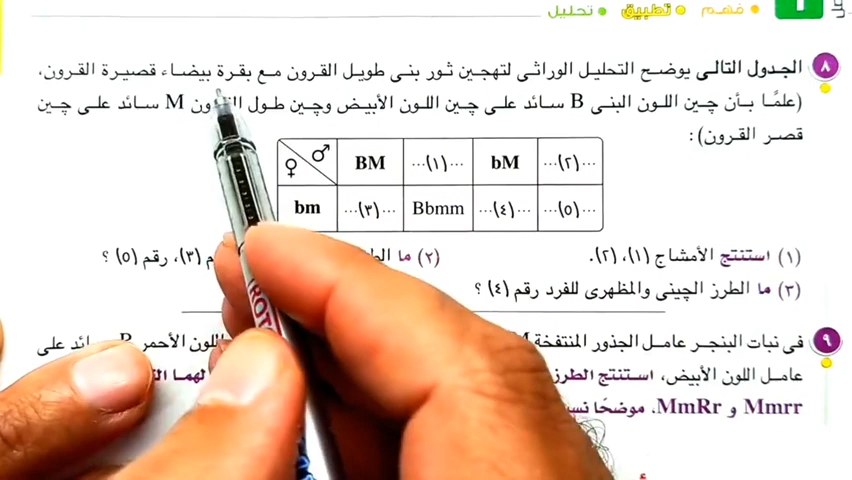 فهم تطبيق تحليل
٨ الجدول التالى يوضح التحليل الوراثى لتهجين ثور بنى طويل القرون مع بقرة بيضاء قصيرة القرون،
(علمًا بأن چين اللون البنى B سائد على چين اللون الأبيض وچين طول القرون M سائد على چين
قصر القرون):
♀ ♂ BM ...(١)... bM ...(٢)...
bm ...(٣)... Bbmm ...(٤)... ...(٥)...
(١) استنتج الأمشاج (١)، (٢). (٢) ما (٣)، رقم (٥) ؟
(٣) ما الطرز الچينى والمظهرى للفرد رقم (٤) ؟
٩ فى نبات البنجر عامل الجذور المنتفخة اللون الأحمر R سائد على
عامل اللون الأبيض، استنتج الطرز لهما
Mmrr و MmRr، موضحًا